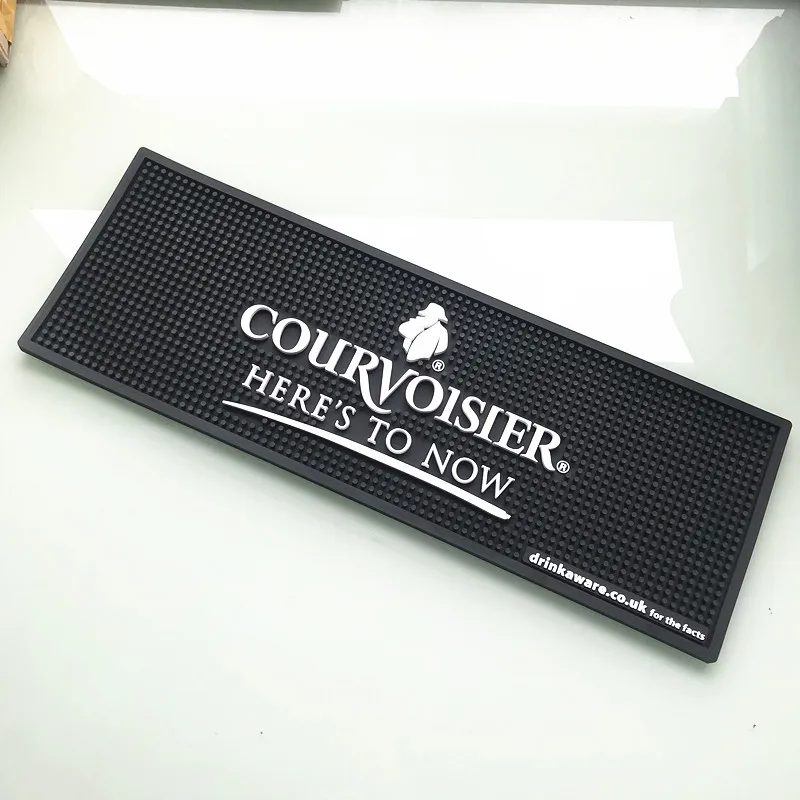 COURVOISIER®
HERE'S TO NOW
drinkaware.co.uk for the facts